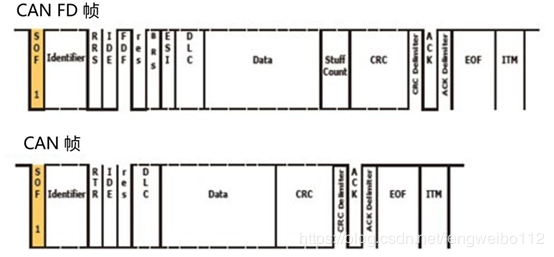 CAN FD 帧
SOF 1 Identifier RRS IDE FDF res BRS ESI DLC Data Stuff Count CRC CRC Delimiter ACK ACK Delimiter EOF ITM
CAN 帧
SOF 1 Identifier RTR IDE res DLC Data CRC CRC Delimiter ACK ACK Delimiter EOF ITM
https://blog.csdn.net/fengweibo112